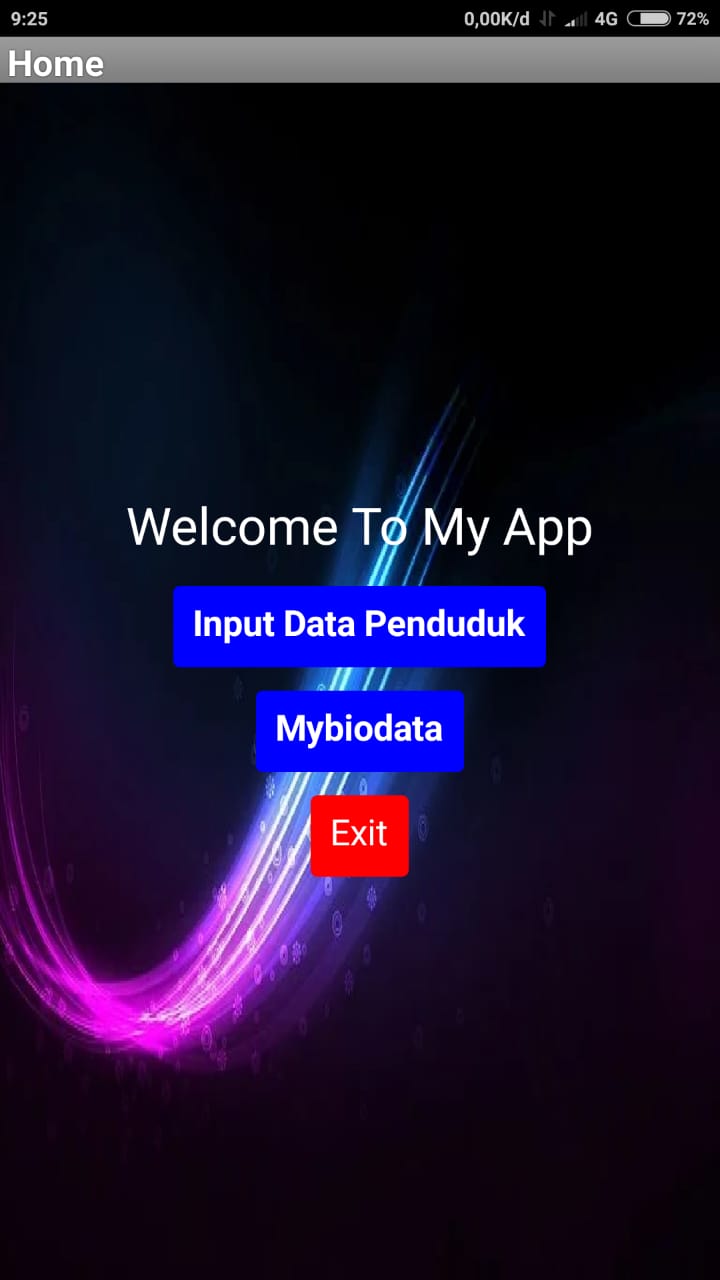 9:25 0,00K/d 4G 72%
Home
Welcome To My App
Input Data Penduduk
Mybiodata
Exit